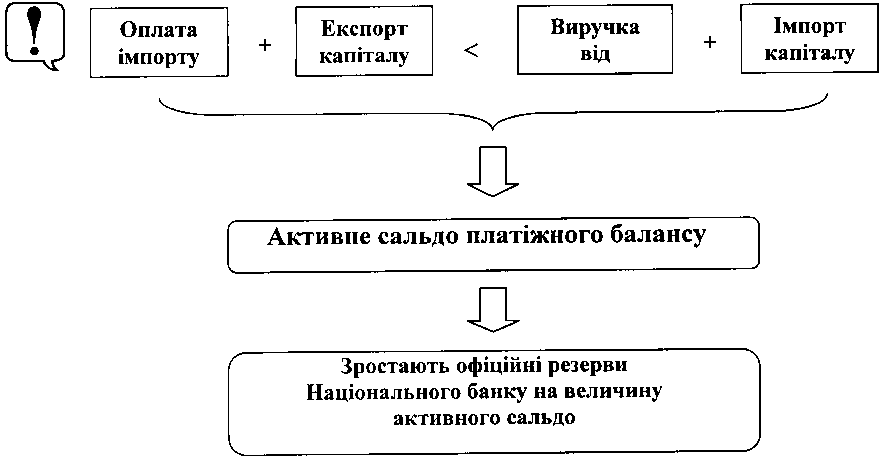 !
Оплата імпорту + Експорт капіталу < Виручка від + Імпорт капіталу
Активне сальдо платіжного балансу
Зростають офіційні резерви
Національного банку на величину
активного сальдо